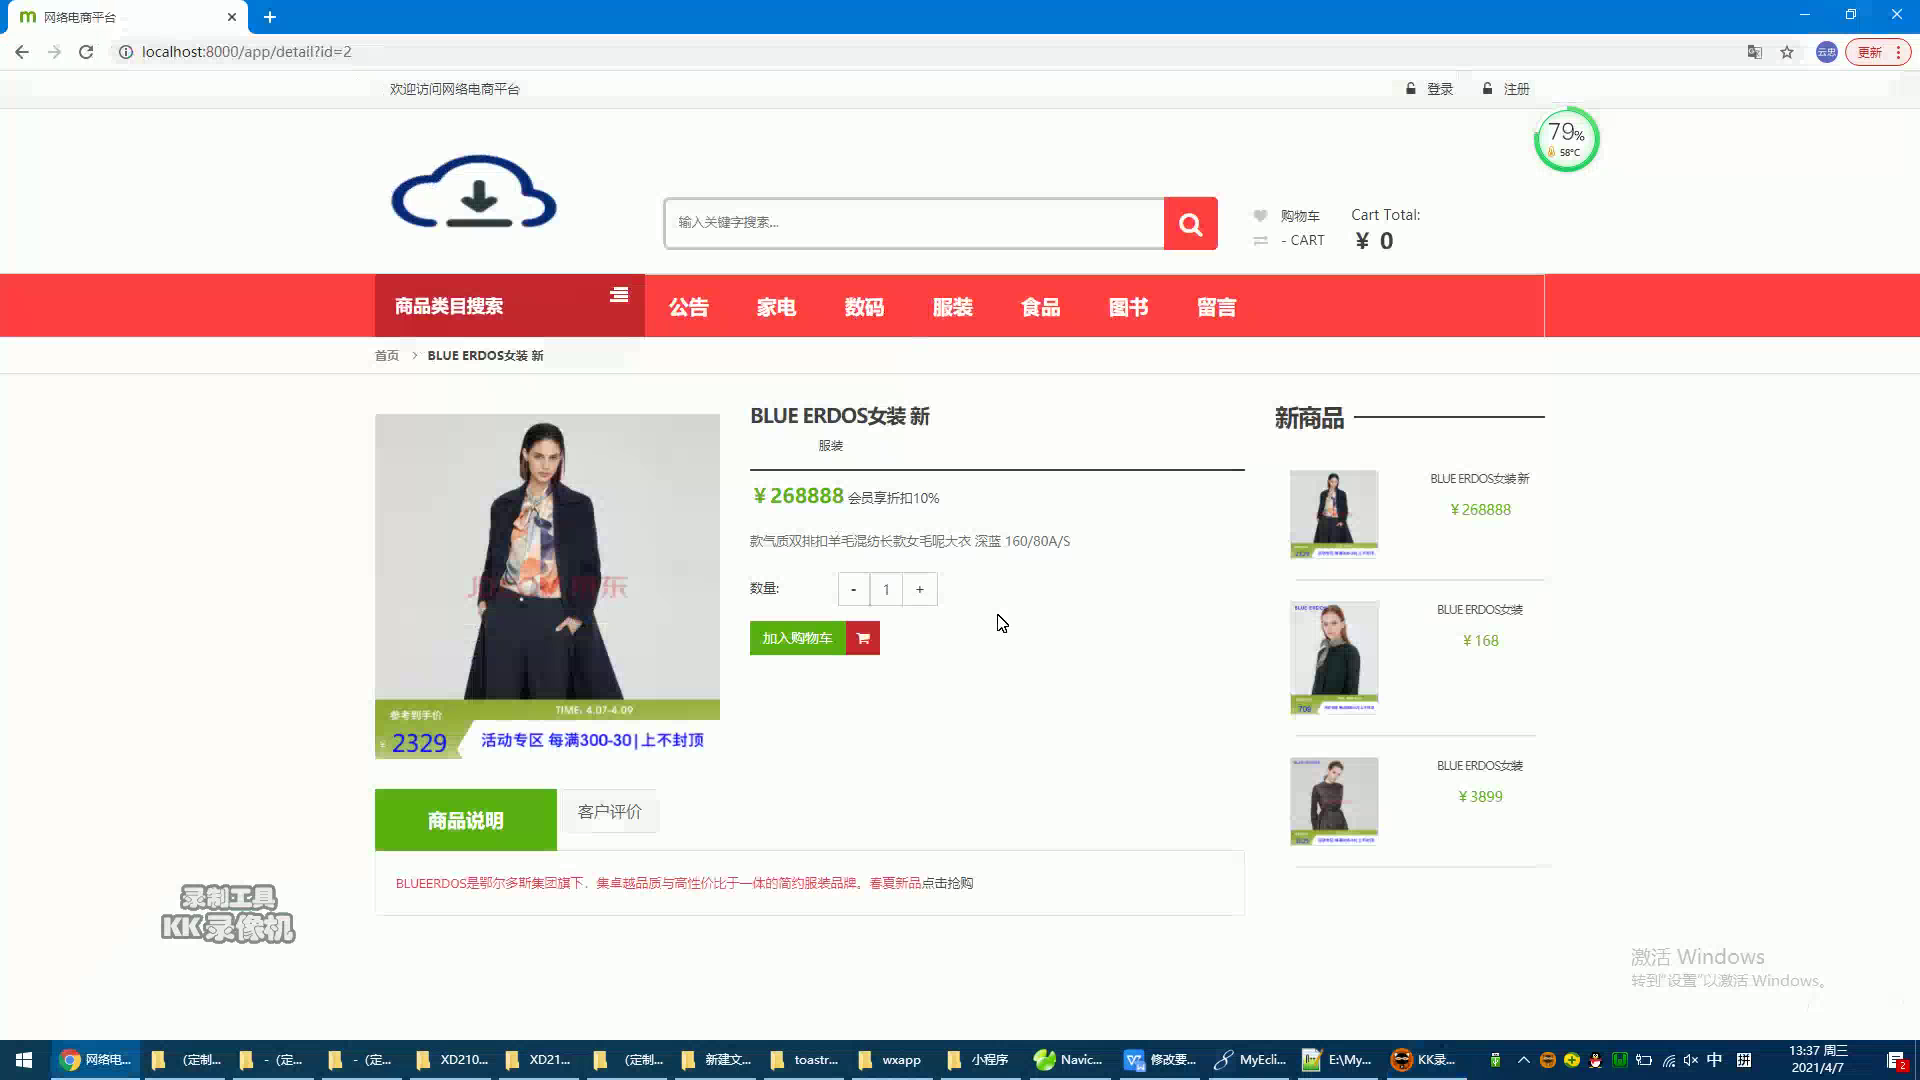 网络电商平台
localhost:8000/app/detail?id=2
云忠
更新
欢迎访问网络电商平台
登录
注册
79%
58°C
输入关键字搜索...
购物车
- CART
Cart Total:
¥ 0
商品类目搜索
公告
家电
数码
服装
食品
图书
留言
首页 > BLUE ERDOS女装 新
BLUE ERDOS女装 新
服装
¥268888 会员享折扣10%
款气质双排扣羊毛混纺长款女毛呢大衣 深蓝 160/80A/S
数量:
- 1 +
加入购物车
参考到手价
TIME: 4.07-4.09
2329
活动专区 每满300-30|上不封顶
新商品
BLUE ERDOS女装 新
¥268888
BLUE ERDOS女装
¥168
BLUE ERDOS女装
¥3899
商品说明
客户评价
BLUEERDOS是鄂尔多斯集团旗下．集卓越品质与高性价比于一体的简约服装品牌。春夏新品点击抢购
录制工具
KK录像机
激活 Windows
转到"设置"以激活 Windows。
网络电...
(定制...
- （定...
- （定...
XD210...
XD21...
(定制...
新建文...
toastr...
wxapp
小程序
Navic...
修改要...
MyEcli...
E:\My...
KK录...
中
拼
13:37 周三
2021/4/7
2